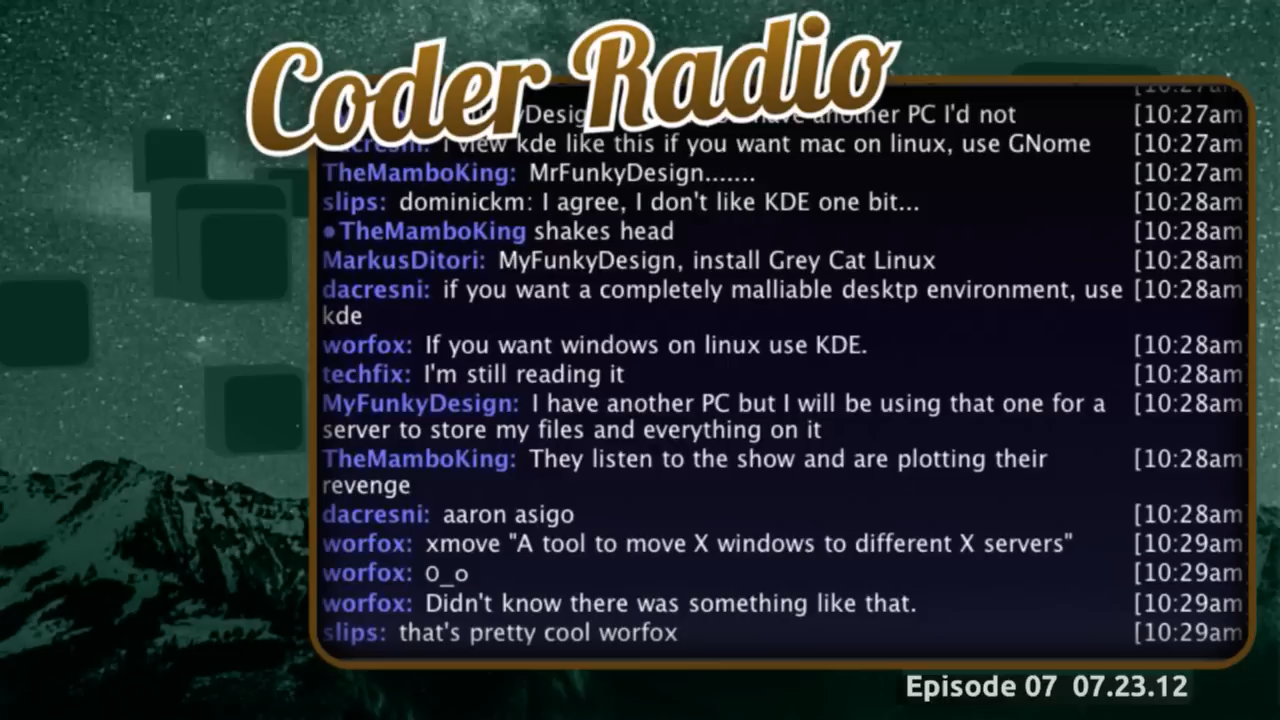 Coder Radio
[10:27am
yDesig another PC I'd not [10:27am
I view kde like this if you want mac on linux, use GNome [10:27am
TheMamboKing: MrFunkyDesign....... [10:27am
slips: dominickm: I agree, I don't like KDE one bit... [10:28am
•TheMamboKing shakes head [10:28am
MarkusDitori: MyFunkyDesign, install Grey Cat Linux [10:28am
dacresni: if you want a completely malliable desktp environment, use [10:28am
kde
worfox: If you want windows on linux use KDE. [10:28am
techfix: I'm still reading it [10:28am
MyFunkyDesign: I have another PC but I will be using that one for a [10:28am
server to store my files and everything on it
TheMamboKing: They listen to the show and are plotting their [10:28am
revenge
dacresni: aaron asigo [10:28am
worfox: xmove "A tool to move X windows to different X servers" [10:29am
worfox: O_o [10:29am
worfox: Didn't know there was something like that. [10:29am
slips: that's pretty cool worfox [10:29am
Episode 07 07.23.12